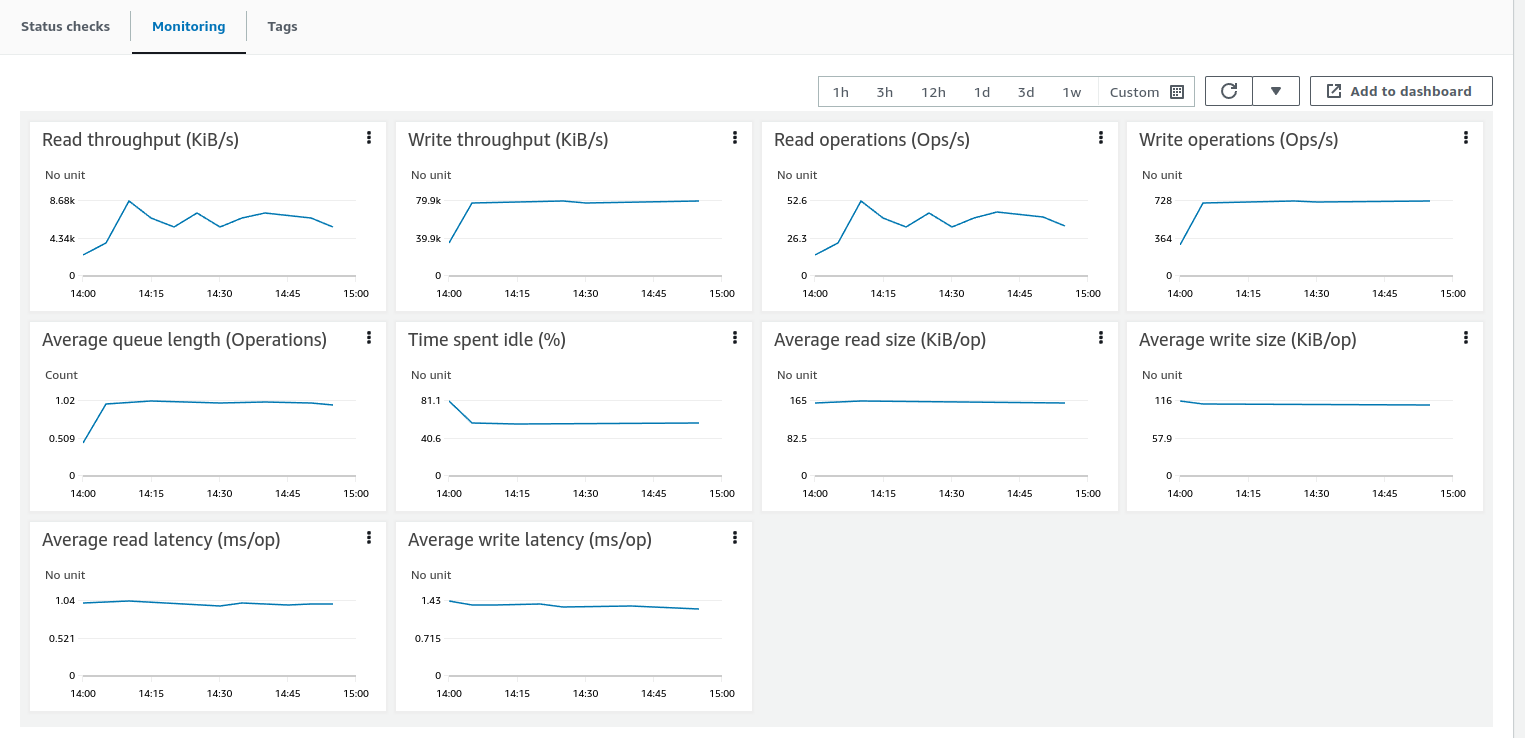 Status checks
Monitoring
Tags
1h 3h 12h 1d 3d 1w Custom
Add to dashboard
Read throughput (KiB/s)
No unit
8.68k
4.34k
0
14:00 14:15 14:30 14:45 15:00
Write throughput (KiB/s)
No unit
79.9k
39.9k
0
14:00 14:15 14:30 14:45 15:00
Read operations (Ops/s)
No unit
52.6
26.3
0
14:00 14:15 14:30 14:45 15:00
Write operations (Ops/s)
No unit
728
364
0
14:00 14:15 14:30 14:45 15:00
Average queue length (Operations)
Count
1.02
0.509
0
14:00 14:15 14:30 14:45 15:00
Time spent idle (%)
No unit
81.1
40.6
0
14:00 14:15 14:30 14:45 15:00
Average read size (KiB/op)
No unit
165
82.5
0
14:00 14:15 14:30 14:45 15:00
Average write size (KiB/op)
No unit
116
57.9
0
14:00 14:15 14:30 14:45 15:00
Average read latency (ms/op)
No unit
1.04
0.521
0
14:00 14:15 14:30 14:45 15:00
Average write latency (ms/op)
No unit
1.43
0.715
0
14:00 14:15 14:30 14:45 15:00